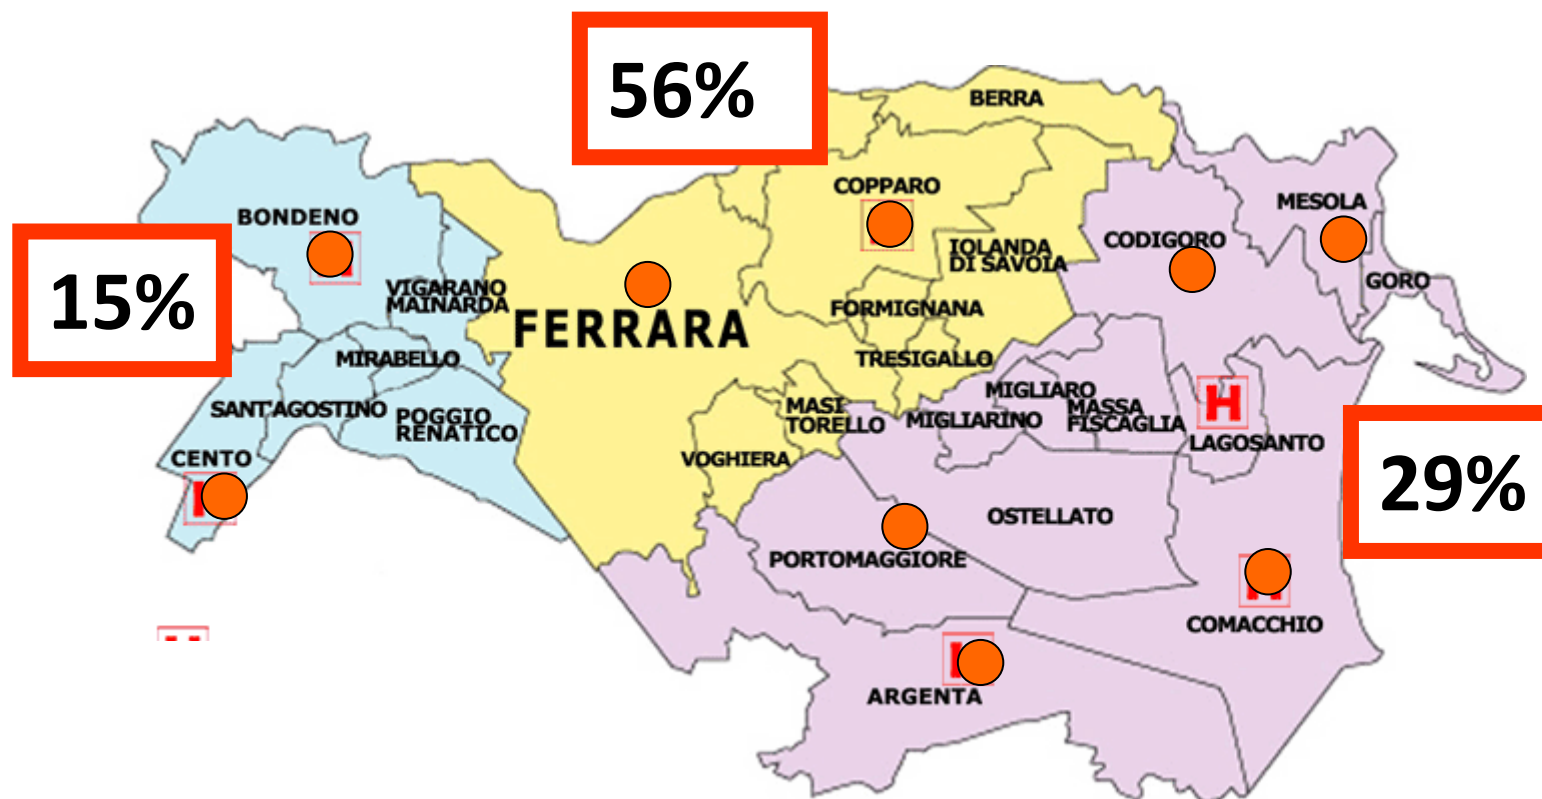 56%
BERRA
COPPARO
MESOLA
BONDENO
CODIGORO
IOLANDA
DI SAVOIA
15%
VIGARANO
MAINARDA
GORO
FORMIGNANA
FERRARA
MIRABELLO
TRESIGALLO
MIGLIARO
SANT'AGOSTINO
POGGIO
RENATICO
MASI
TORELLO
MIGLIARINO
MASSA
FISCAGLIA
H
LAGOSANTO
CENTO
VOGHIERA
29%
OSTELLATO
PORTOMAGGIORE
COMACCHIO
ARGENTA